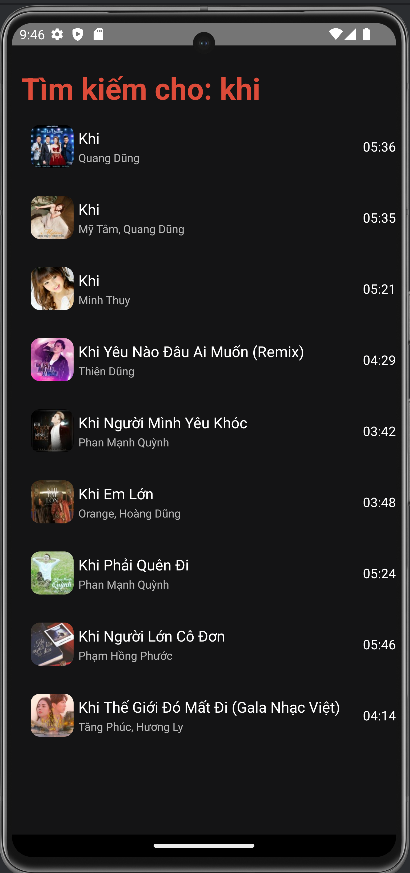 9:46
Tìm kiếm cho: khi
Khi
Quang Dũng
05:36
Khi
Mỹ Tâm, Quang Dũng
05:35
Khi
Minh Thuy
05:21
Khi Yêu Nào Đâu Ai Muốn (Remix)
Thiên Dũng
04:29
Khi Người Mình Yêu Khóc
Phan Mạnh Quỳnh
03:42
Khi Em Lớn
Orange, Hoàng Dũng
03:48
Khi Phải Quên Đi
Phan Mạnh Quỳnh
05:24
Khi Người Lớn Cô Đơn
Phạm Hồng Phước
05:46
Khi Thế Giới Đó Mất Đi (Gala Nhạc Việt)
Tăng Phúc, Hương Ly
04:14